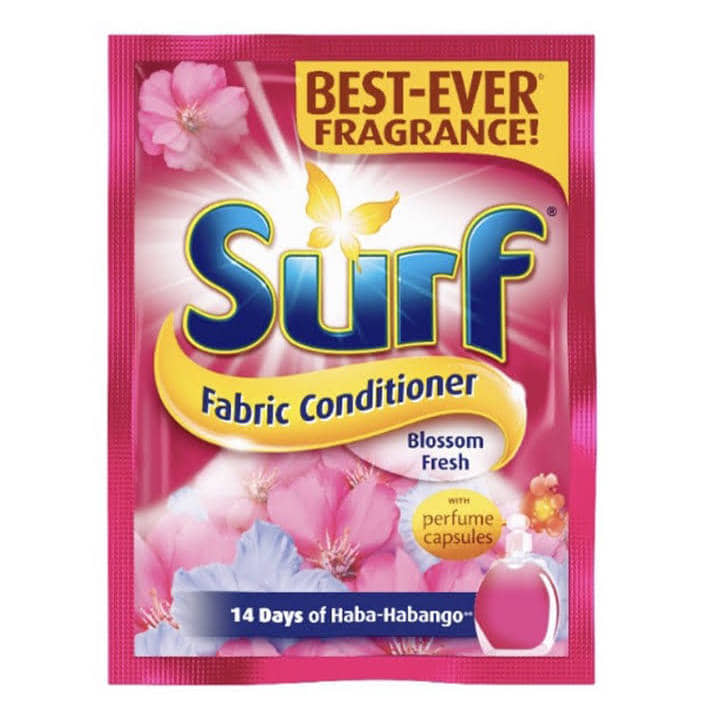 BEST-EVER*
FRAGRANCE!
Surf®
Fabric Conditioner
Blossom
Fresh
WITH
perfume
capsules
14 Days of Haba-Habango**